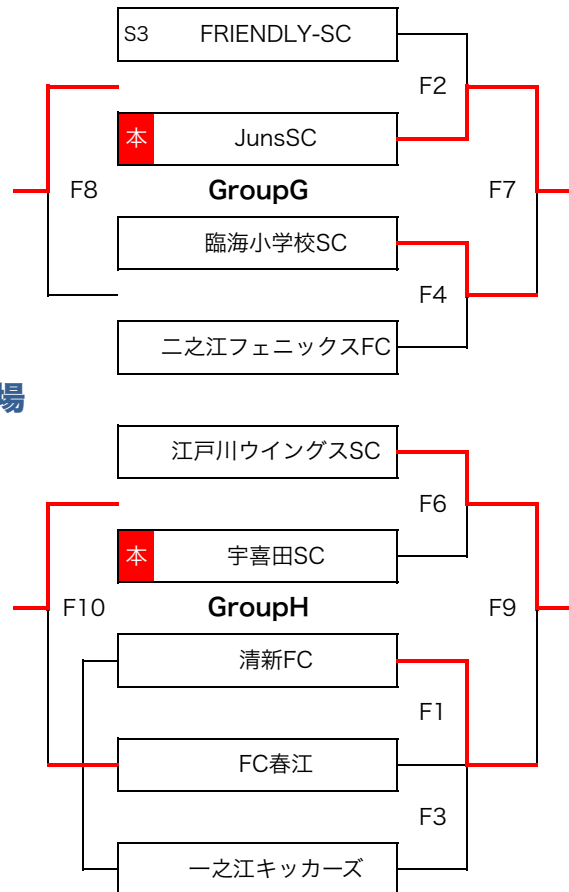 S3 FRIENDLY-SC
F2
本 JunsSC
F8 GroupG F7
臨海小学校SC
F4
二之江フェニックスFC
場
江戸川ウイングスSC
F6
本 宇喜田SC
F10 GroupH F9
清新FC
F1
FC春江
F3
一之江キッカーズ